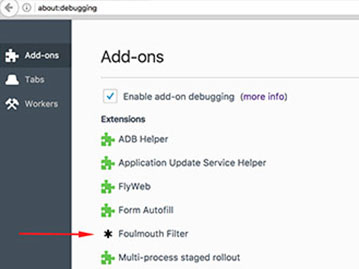 about:debugging
Add-ons
Tabs
Workers
Add-ons
Enable add-on debugging (more info)
Extensions
ADB Helper
Application Update Service Helper
FlyWeb
Form Autofill
Foulmouth Filter
Multi-process staged rollout